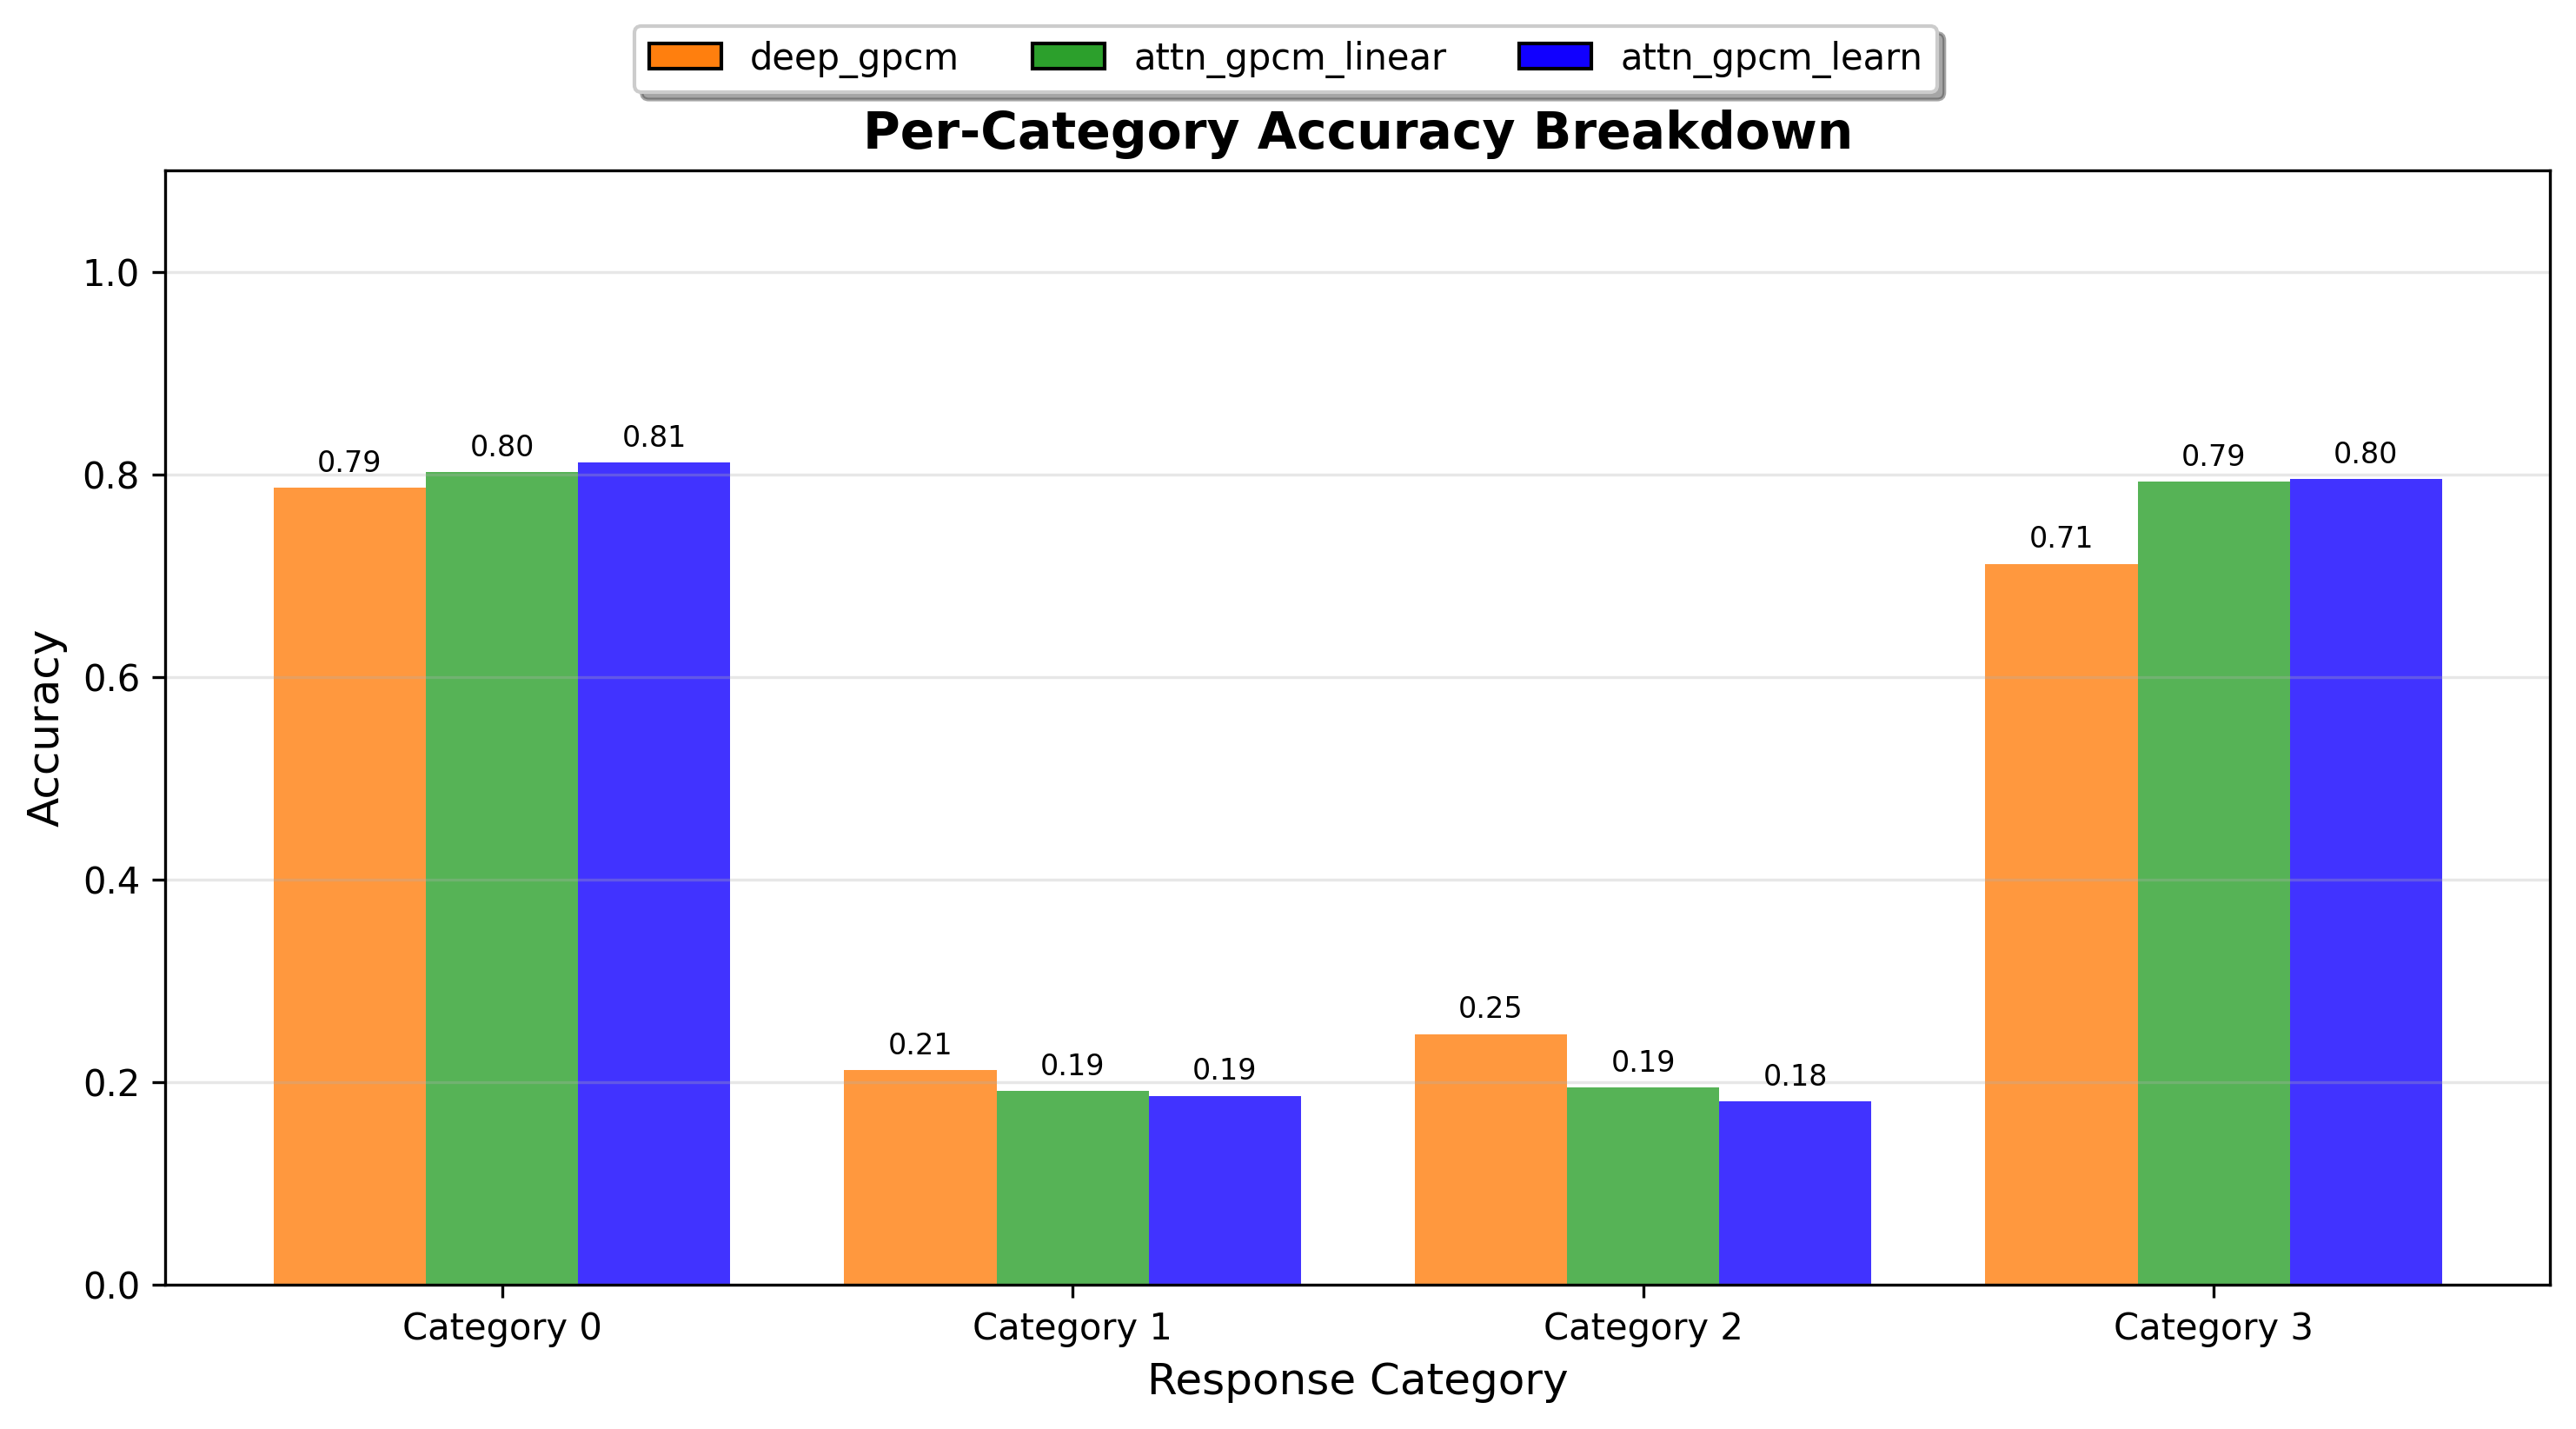 deep_gpcm attn_gpcm_linear attn_gpcm_learn
Per-Category Accuracy Breakdown
Accuracy
1.0
0.8
0.6
0.4
0.2
0.0
0.79 0.80 0.81
0.21 0.19 0.19
0.25 0.19 0.18
0.71 0.79 0.80
Category 0 Category 1 Category 2 Category 3
Response Category